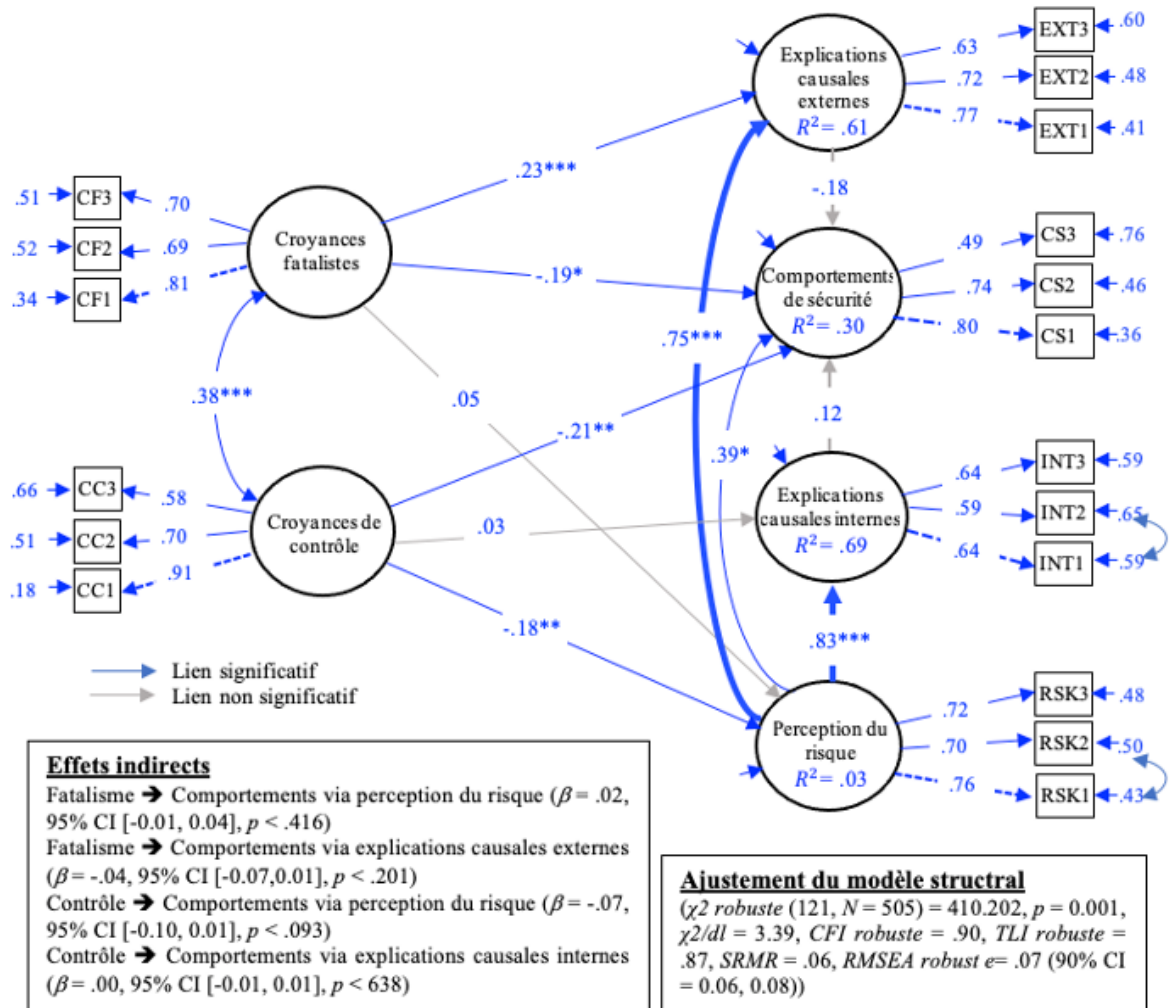 Explications
causales
externes
R² = .61
.63
.72
.77
EXT3
EXT2
EXT1
.60
.48
.41
.23***
-.18
.51
.52
.34
CF3
CF2
CF1
.70
.69
.81
Croyances
fatalistes
-.19*
Comportements
de sécurité
R² = .30
.49
.74
.80
CS3
CS2
CS1
.76
.46
.36
.75***
.38***
.05
-.21**
.39*
.12
.66
.51
.18
CC3
CC2
CC1
.58
.70
.91
Croyances de
contrôle
.03
Explications
causales internes
R² = .69
.64
.59
.64
INT3
INT2
INT1
.59
.65
.59
-.18**
.83***
Lien significatif
Lien non significatif
Perception du
risque
R² = .03
.72
.70
.76
RSK3
RSK2
RSK1
.48
.50
.43
Effets indirects
Fatalisme ➔ Comportements via perception du risque (β = .02,
95% CI [-0.01, 0.04], p < .416)
Fatalisme ➔ Comportements via explications causales externes
(β = -.04, 95% CI [-0.07,0.01], p < .201)
Contrôle ➔ Comportements via perception du risque (β = -.07,
95% CI [-0.10, 0.01], p < .093)
Contrôle ➔ Comportements via explications causales internes
(β = .00, 95% CI [-0.01, 0.01], p < 638)
Ajustement du modèle structral
(χ2 robuste (121, N = 505) = 410.202, p = 0.001,
χ2/dl = 3.39, CFI robuste = .90, TLI robuste =
.87, SRMR = .06, RMSEA robust e= .07 (90% CI
= 0.06, 0.08))